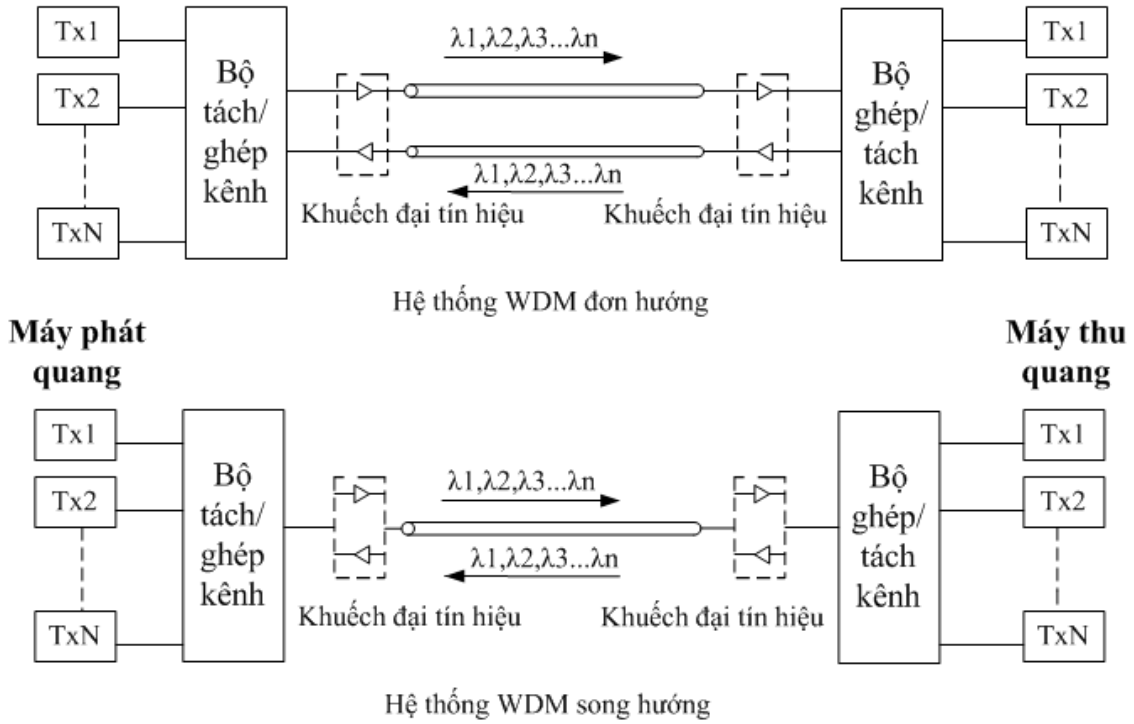 Tx1
Tx2
TxN
Bộ
tách/
ghép
kênh
λ1,λ2,λ3...λn
λ1,λ2,λ3...λn
Khuếch đại tín hiệu
Khuếch đại tín hiệu
Bộ
ghép/
tách
kênh
Tx1
Tx2
TxN
Hệ thống WDM đơn hướng
Máy phát
quang
Máy thu
quang
Tx1
Tx2
TxN
Bộ
tách/
ghép
kênh
λ1,λ2,λ3...λn
λ1,λ2,λ3...λn
Khuếch đại tín hiệu
Khuếch đại tín hiệu
Bộ
ghép/
tách
kênh
Tx1
Tx2
TxN
Hệ thống WDM song hướng